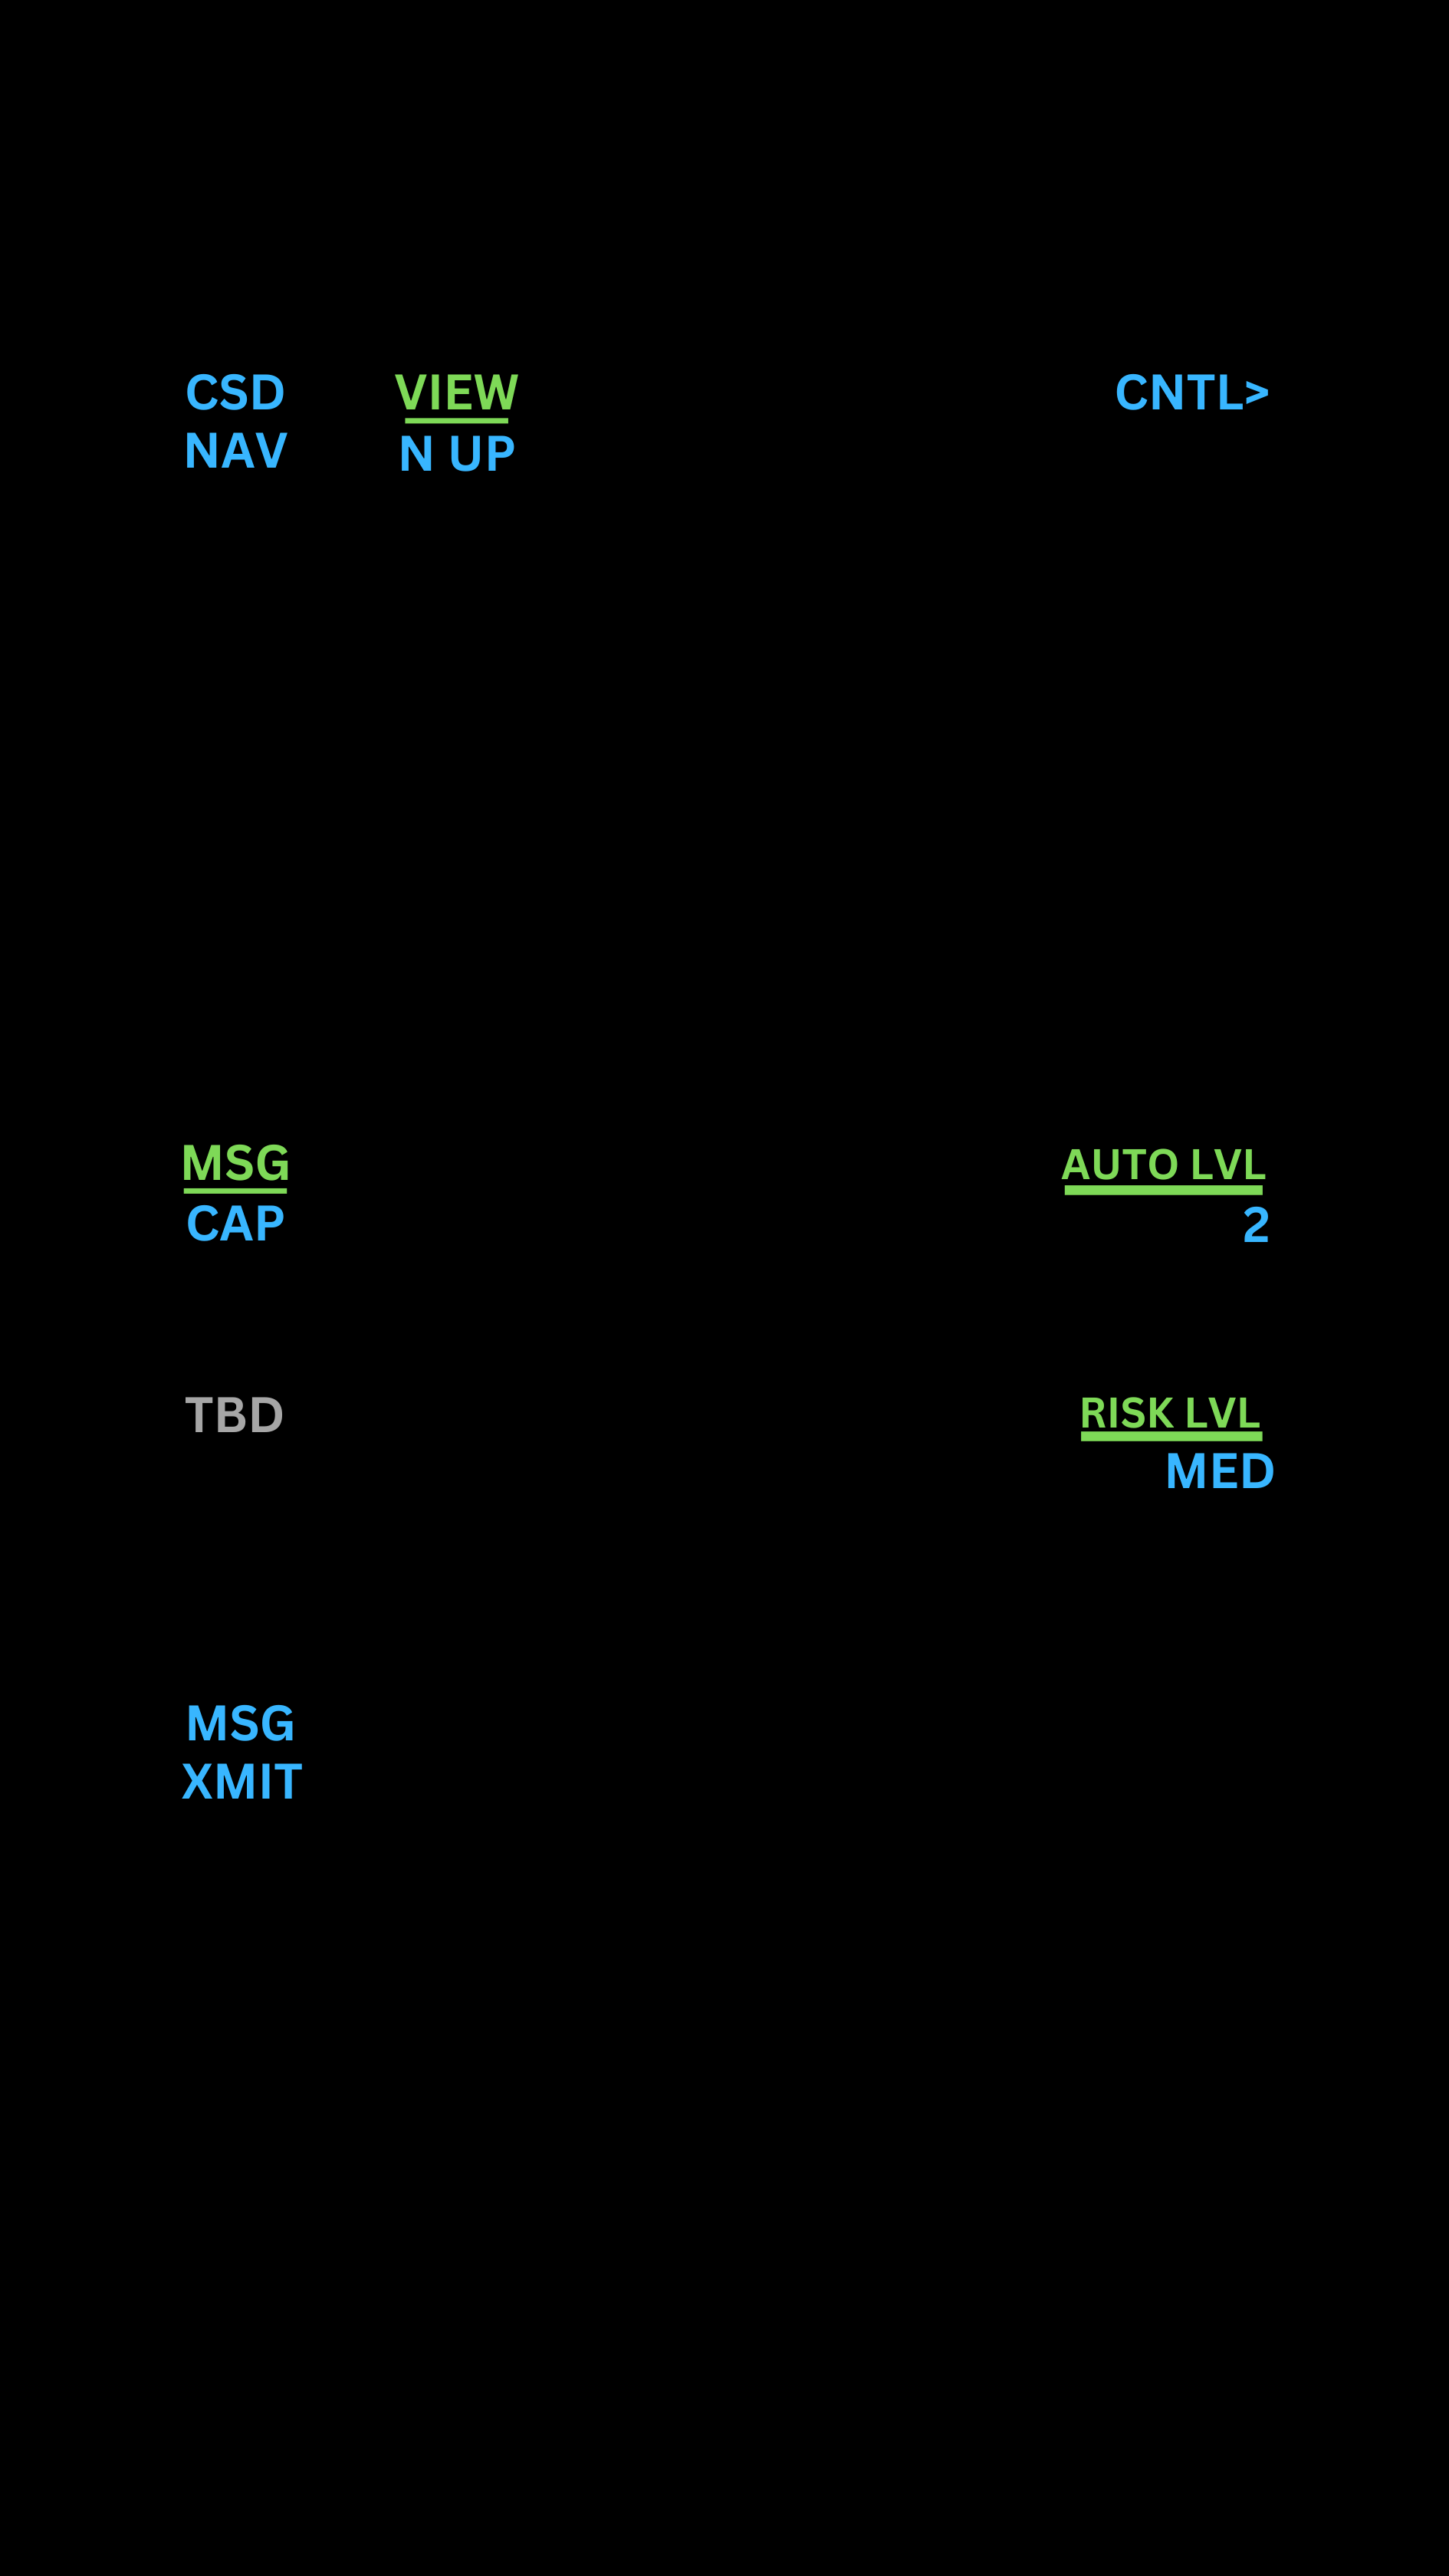 CSD
NAV
VIEW
N UP
CNTL>
MSG
CAP
AUTO LVL
2
TBD
RISK LVL
MED
MSG
XMIT